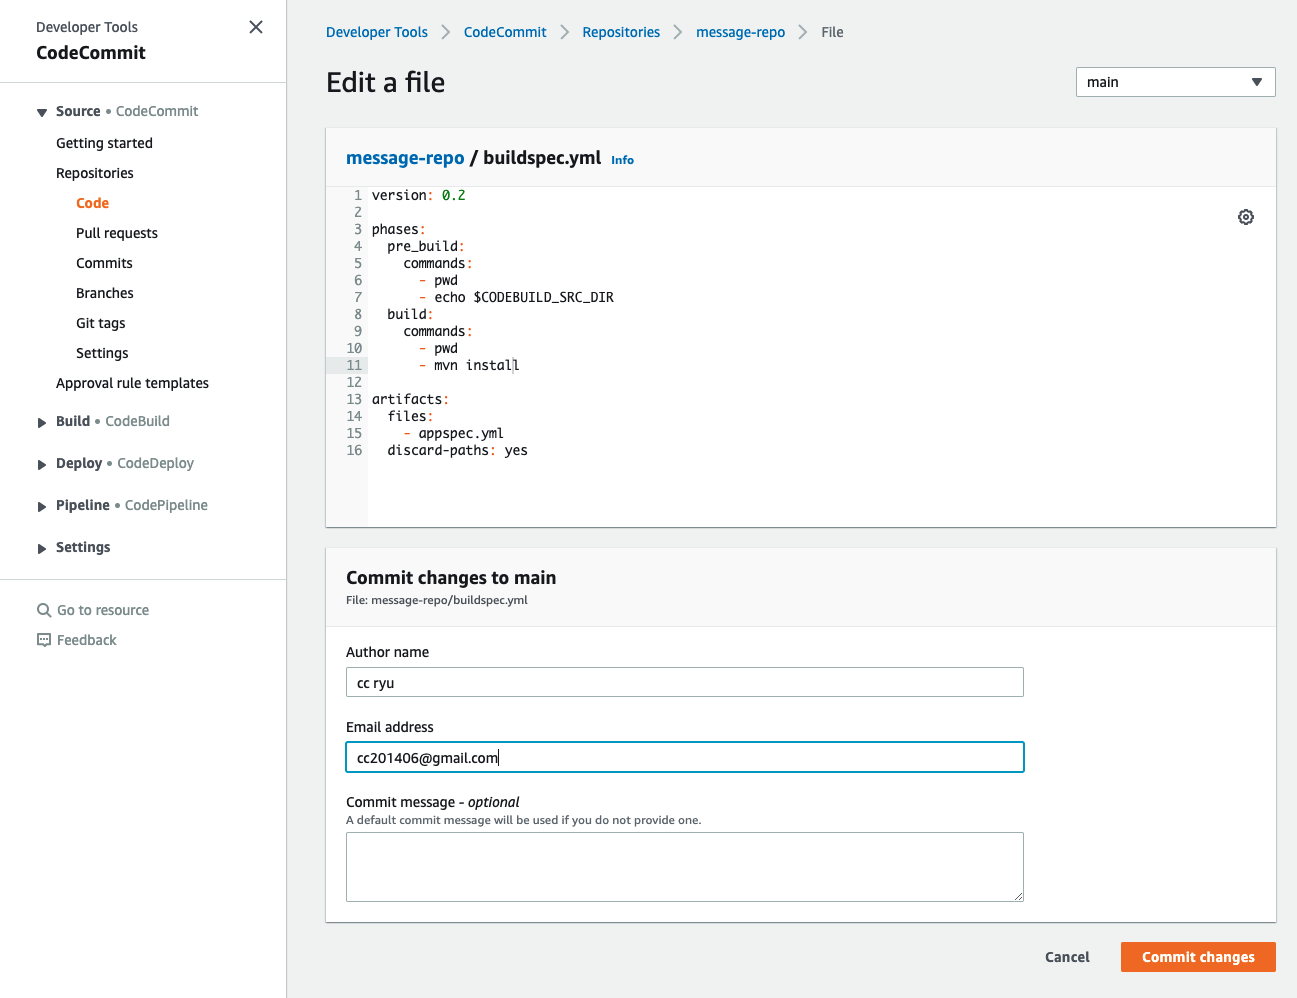 Developer Tools
CodeCommit
Source • CodeCommit
Getting started
Repositories
Code
Pull requests
Commits
Branches
Git tags
Settings
Approval rule templates
Build • CodeBuild
Deploy • CodeDeploy
Pipeline • CodePipeline
Settings
Go to resource
Feedback
Developer Tools > CodeCommit > Repositories > message-repo > File
Edit a file
main
message-repo / buildspec.yml Info
1 version: 0.2
2
3 phases:
4   pre_build:
5     commands:
6       - pwd
7       - echo $CODEBUILD_SRC_DIR
8   build:
9     commands:
10       - pwd
11       - mvn install
12
13 artifacts:
14   files:
15     - appspec.yml
16   discard-paths: yes
Commit changes to main
File: message-repo/buildspec.yml
Author name
cc ryu
Email address
cc201406@gmail.com
Commit message - optional
A default commit message will be used if you do not provide one.
Cancel
Commit changes